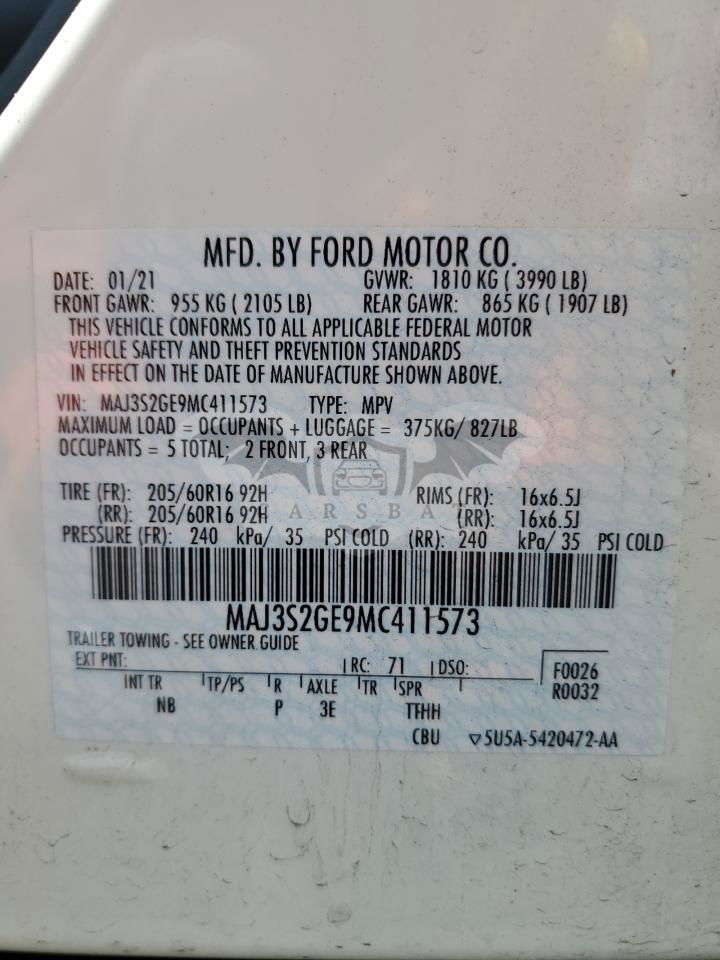 MFD. BY FORD MOTOR CO.
DATE: 01/21 GVWR: 1810 KG ( 3990 LB)
FRONT GAWR: 955 KG ( 2105 LB) REAR GAWR: 865 KG ( 1907 LB)
THIS VEHICLE CONFORMS TO ALL APPLICABLE FEDERAL MOTOR
VEHICLE SAFETY AND THEFT PREVENTION STANDARDS
IN EFFECT ON THE DATE OF MANUFACTURE SHOWN ABOVE.
VIN: MAJ3S2GE9MC411573 TYPE: MPV
MAXIMUM LOAD = OCCUPANTS + LUGGAGE = 375KG/ 827LB
OCCUPANTS = 5 TOTAL; 2 FRONT, 3 REAR
TIRE (FR): 205/60R16 92H RIMS (FR): 16x6.5J
(RR): 205/60R16 92H (RR): 16x6.5J
ARSBA
PRESSURE (FR): 240 kPa/ 35 PSI COLD (RR): 240 kPa/ 35 PSI COLD
MAJ3S2GE9MC411573
TRAILER TOWING - SEE OWNER GUIDE
EXT PNT: RC: 71 DSO: F0026
INT TR TP/PS R AXLE TR SPR R0032
NB P 3E TTHH
CBU ▽5U5A-5420472-AA